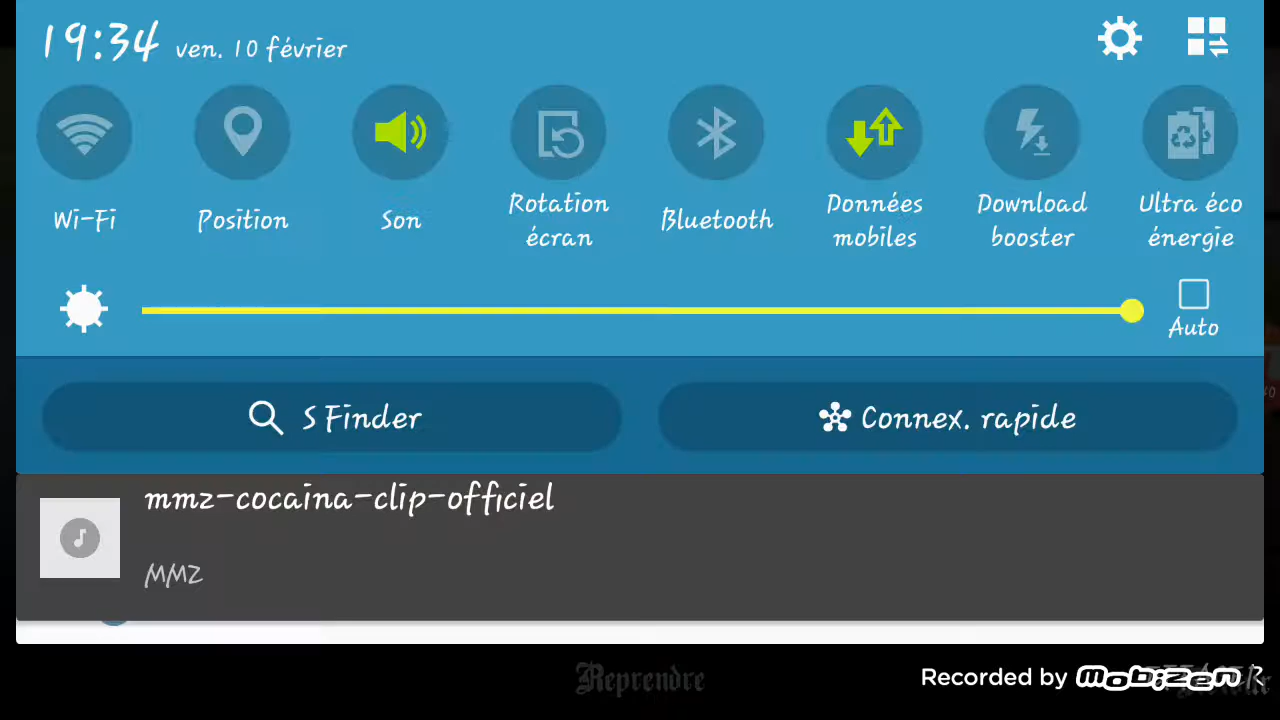 19:34 ven. 10 février
Wi-Fi
Position
Son
Rotation
écran
Bluetooth
Données
mobiles
Download
booster
Ultra éco
énergie
Auto
S Finder
Connex. rapide
mmz-cocaina-clip-officiel
MMZ
Reprendre
Recorded by mobizen